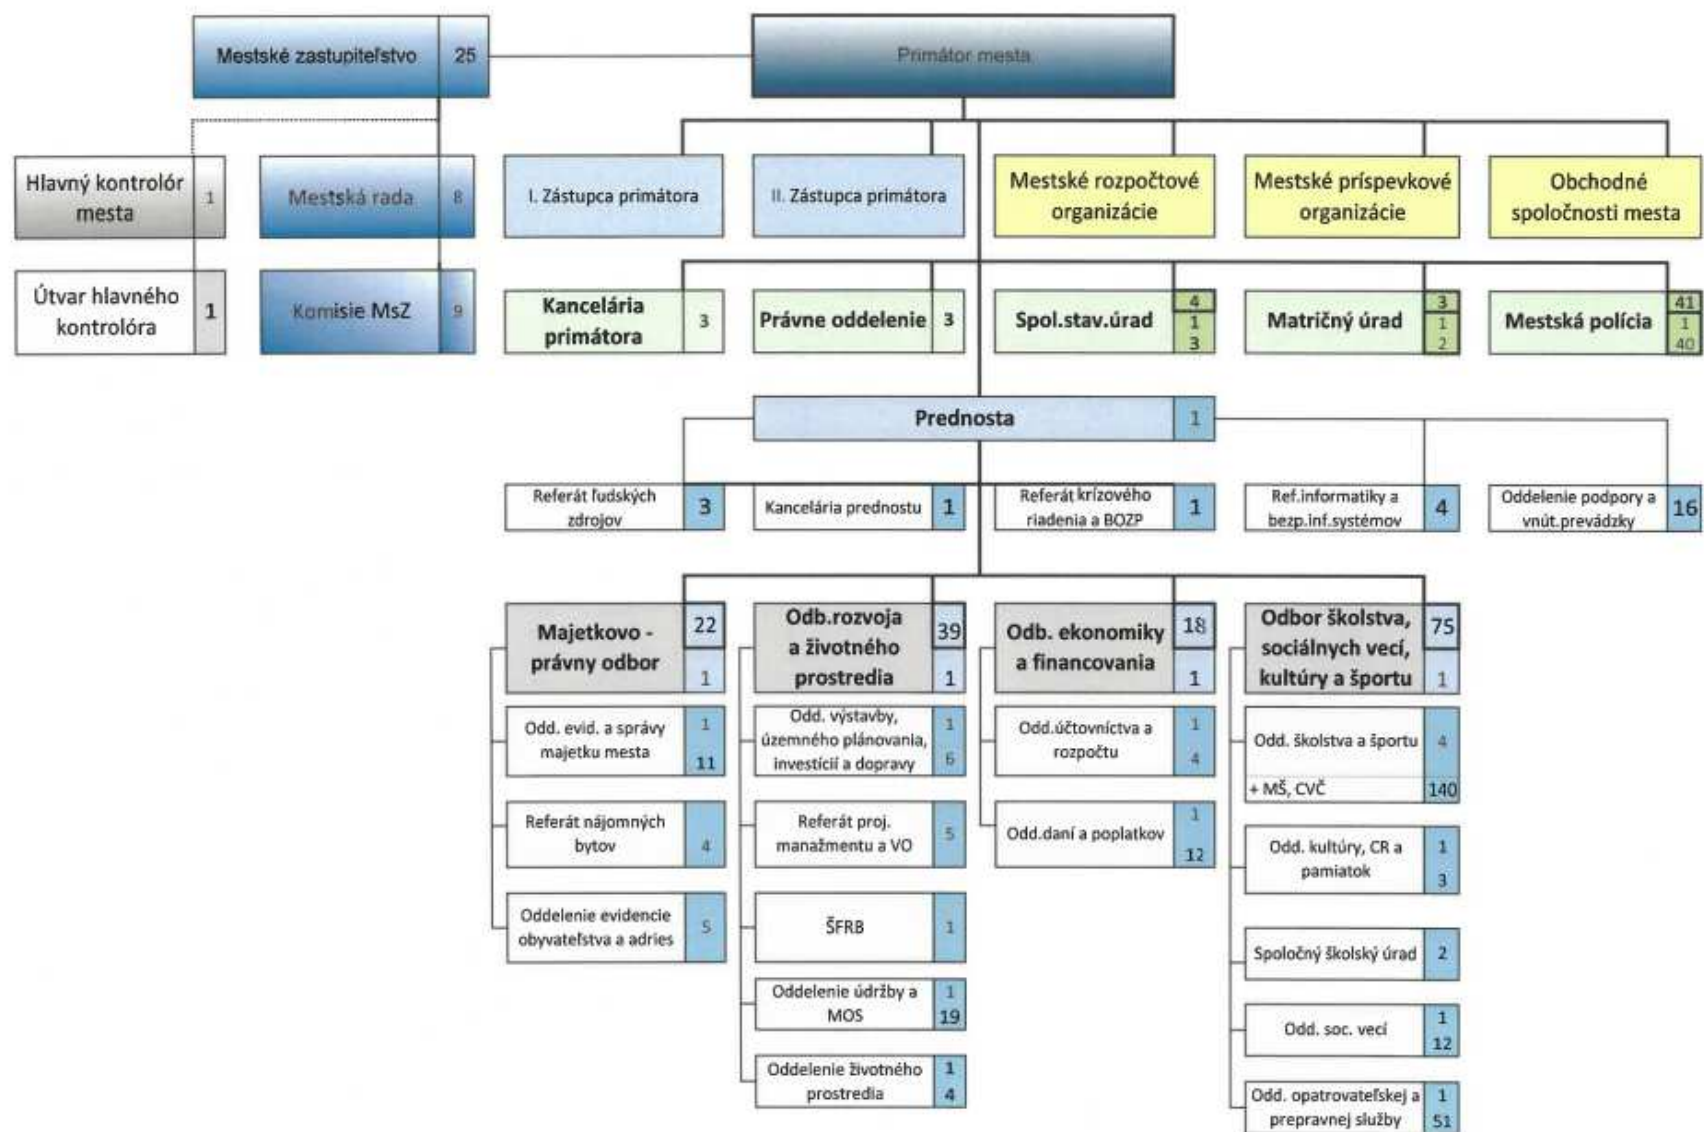 Mestské zastupiteľstvo 25
Primátor mesta
Hlavný kontrolór
mesta
1
Mestská rada 8
I. Zástupca primátora
II. Zástupca primátora
Mestské rozpočtové
organizácie
Mestské príspevkové
organizácie
Obchodné
spoločnosti mesta
Útvar hlavného
kontrolóra
1
Komisie MsZ 9
Kancelária
primátora
3
Právne oddelenie 3
Spol.stav.úrad
4
1
3
Matričný úrad
3
1
2
Mestská polícia
41
1
40
Prednosta 1
Referát ľudských
zdrojov
3
Kancelária prednostu 1
Referát krízového
riadenia a BOZP
1
Ref.informatiky a
bezp.inf.systémov
4
Oddelenie podpory a
vnút.prevádzky
16
Majetkovo -
právny odbor
22
1
Odd. evid. a správy
majetku mesta
1
11
Referát nájomných
bytov
4
Oddelenie evidencie
obyvateľstva a adries
5
Odb.rozvoja
a životného
prostredia
39
1
Odd. výstavby,
územného plánovania,
investícií a dopravy
1
6
Referát proj.
manažmentu a VO
5
ŠFRB 1
Oddelenie údržby a
MOS
1
19
Oddelenie životného
prostredia
1
4
Odb. ekonomiky
a financovania
18
1
Odd.účtovníctva a
rozpočtu
1
4
Odd.daní a poplatkov
1
12
Odbor školstva,
sociálnych vecí,
kultúry a športu
75
1
Odd. školstva a športu 4
+ MŠ, CVČ 140
Odd. kultúry, CR a
pamiatok
1
3
Spoločný školský úrad 2
Odd. soc. vecí
1
12
Odd. opatrovateľskej a
prepravnej služby
1
51